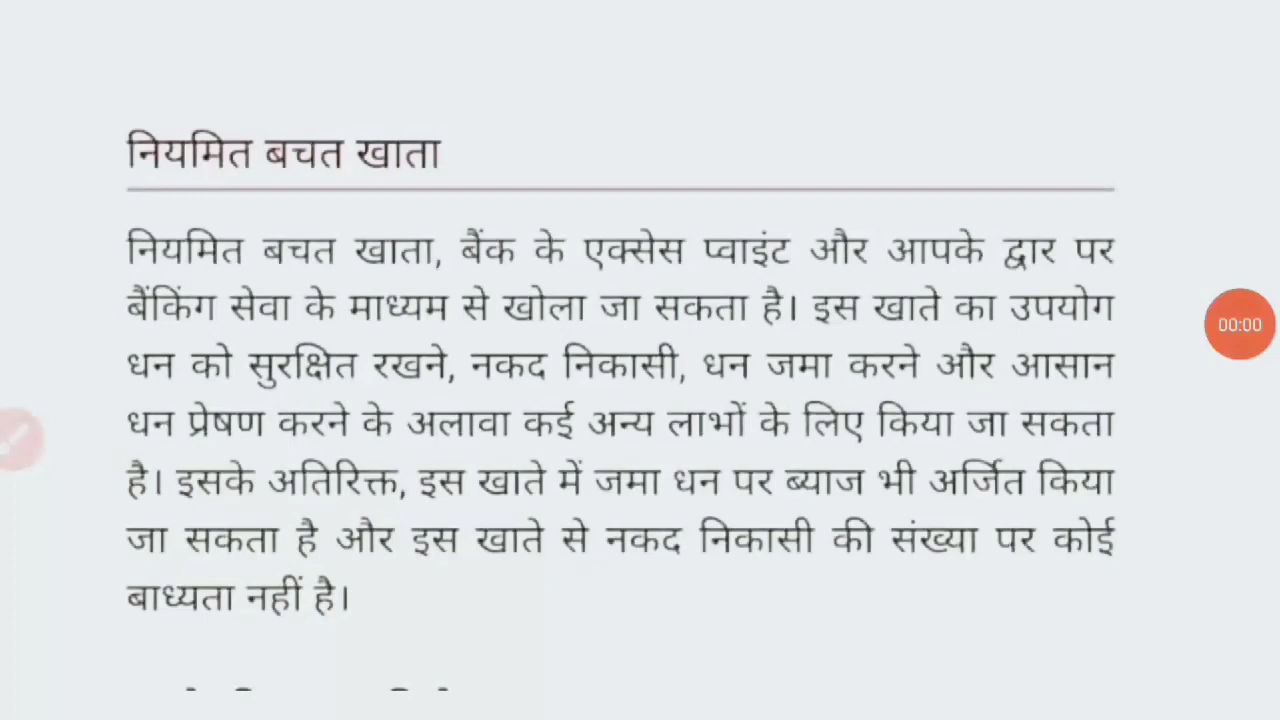 नियमित बचत खाता
नियमित बचत खाता, बैंक के एक्सेस प्वाइंट और आपके द्वार पर
बैंकिंग सेवा के माध्यम से खोला जा सकता है। इस खाते का उपयोग
धन को सुरक्षित रखने, नकद निकासी, धन जमा करने और आसान
धन प्रेषण करने के अलावा कई अन्य लाभों के लिए किया जा सकता
है। इसके अतिरिक्त, इस खाते में जमा धन पर ब्याज भी अर्जित किया
जा सकता है और इस खाते से नकद निकासी की संख्या पर कोई
बाध्यता नहीं है।
00:00